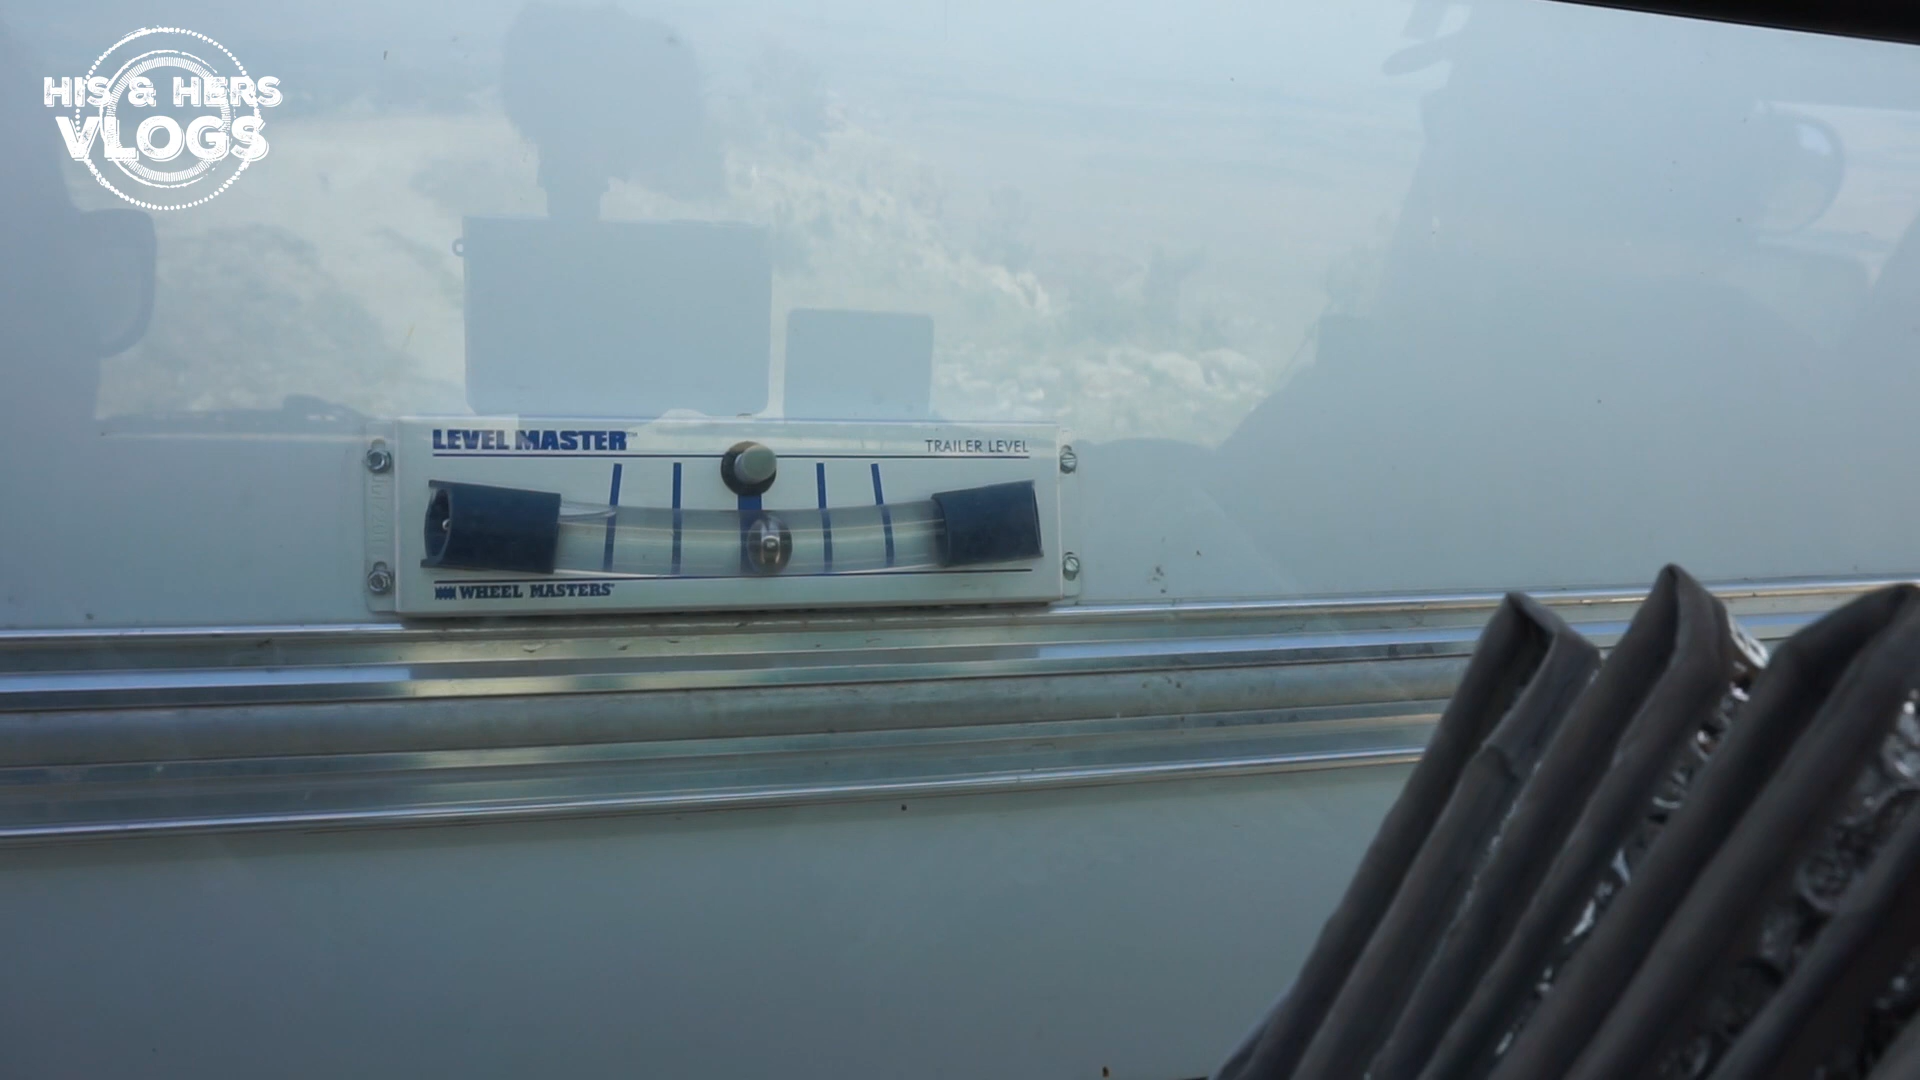 HIS & HERS
VLOGS
LEVEL MASTER™
TRAILER LEVEL
WHEEL MASTERS